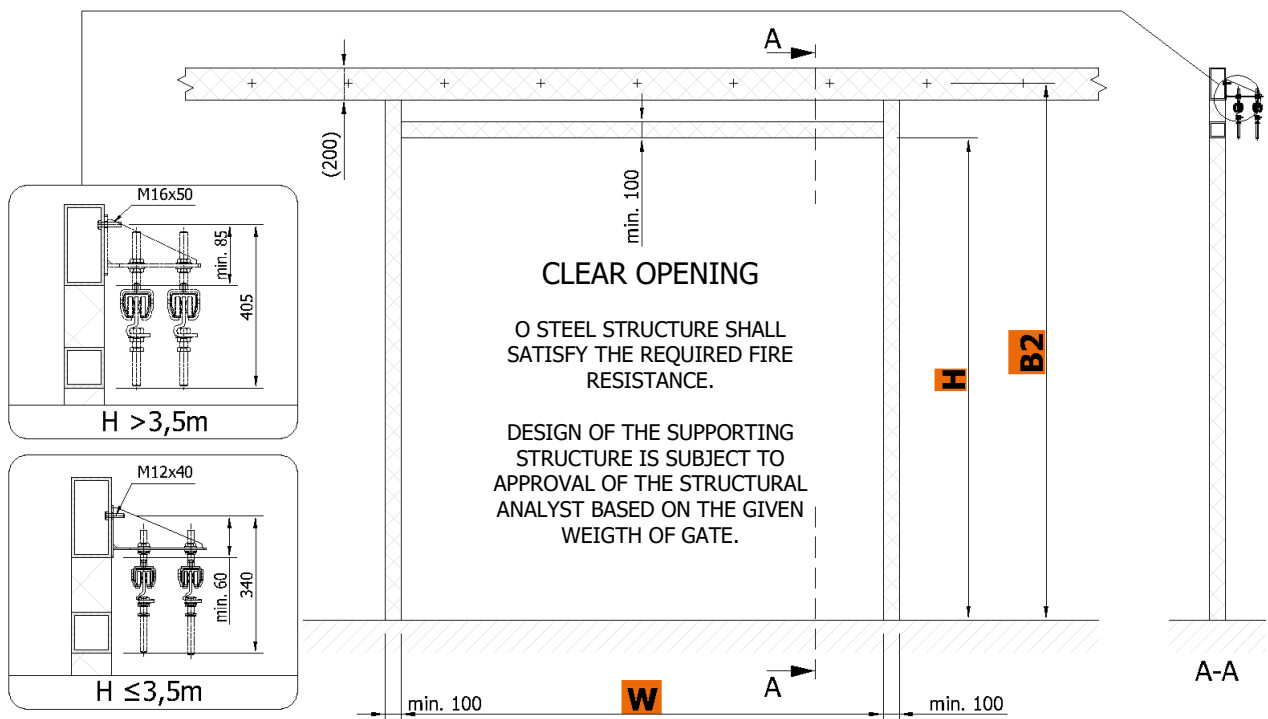 A
(200)
min. 100
M16x50
min. 85
405
H >3,5m
M12x40
min. 60
340
H ≤3,5m
CLEAR OPENING
O STEEL STRUCTURE SHALL
SATISFY THE REQUIRED FIRE
RESISTANCE.
DESIGN OF THE SUPPORTING
STRUCTURE IS SUBJECT TO
APPROVAL OF THE STRUCTURAL
ANALYST BASED ON THE GIVEN
WEIGTH OF GATE.
H
B2
A
A-A
min. 100
W
min. 100